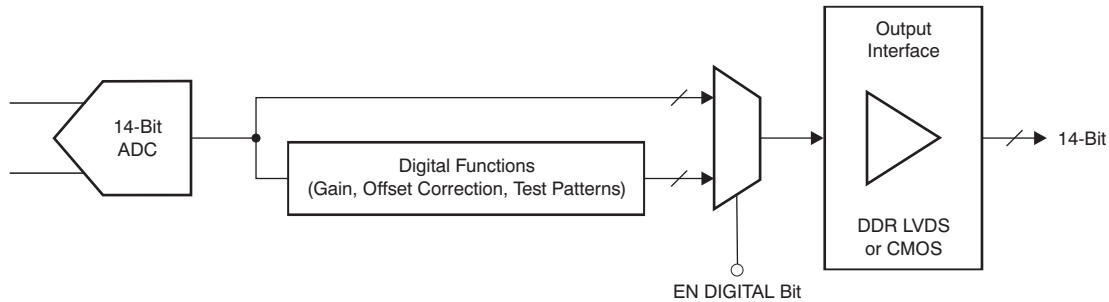 14-Bit
ADC
Digital Functions
(Gain, Offset Correction, Test Patterns)
EN DIGITAL Bit
Output
Interface
DDR LVDS
or CMOS
14-Bit